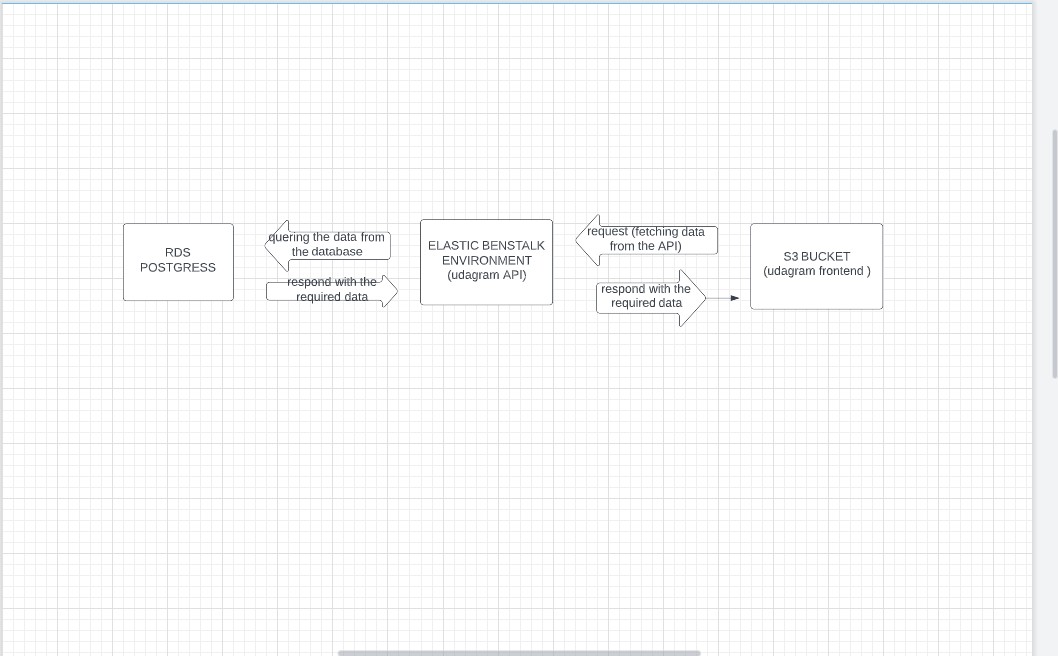 RDS
POSTGRESS
quering the data from
the database
respond with the
required data
ELASTIC BENSTALK
ENVIRONMENT
(udagram API)
request (fetching data
from the API)
respond with the
required data
S3 BUCKET
(udagram frontend )